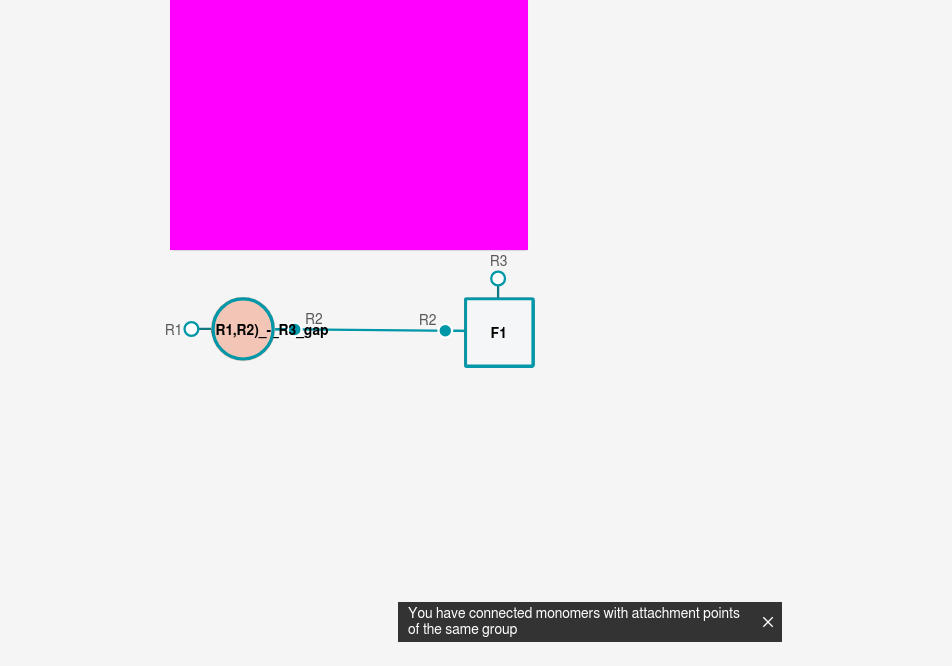 R3
R1
R1,R2)_-_R3_gap
R2
R2
F1
You have connected monomers with attachment points
of the same group